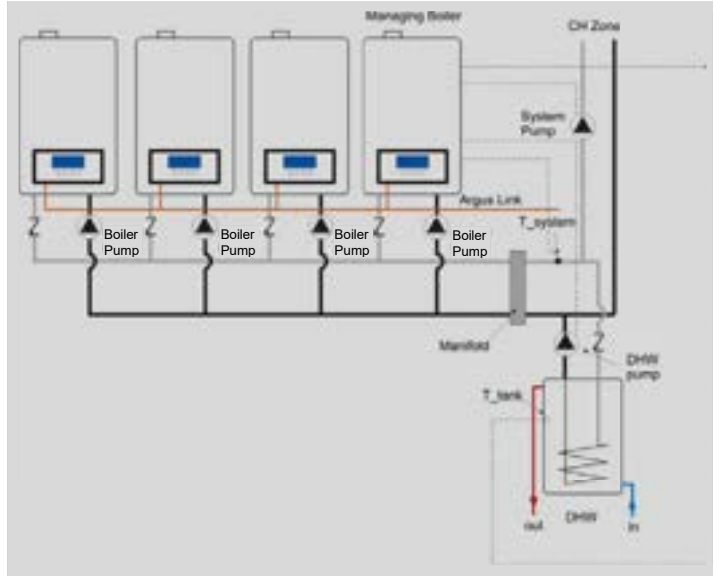 Managing Boiler
CH Zone
System
Pump
Argus Link
T_system
Boiler
Pump
Boiler
Pump
Boiler
Pump
Boiler
Pump
Manifold
DHW
pump
T_tank
out
DHW
in